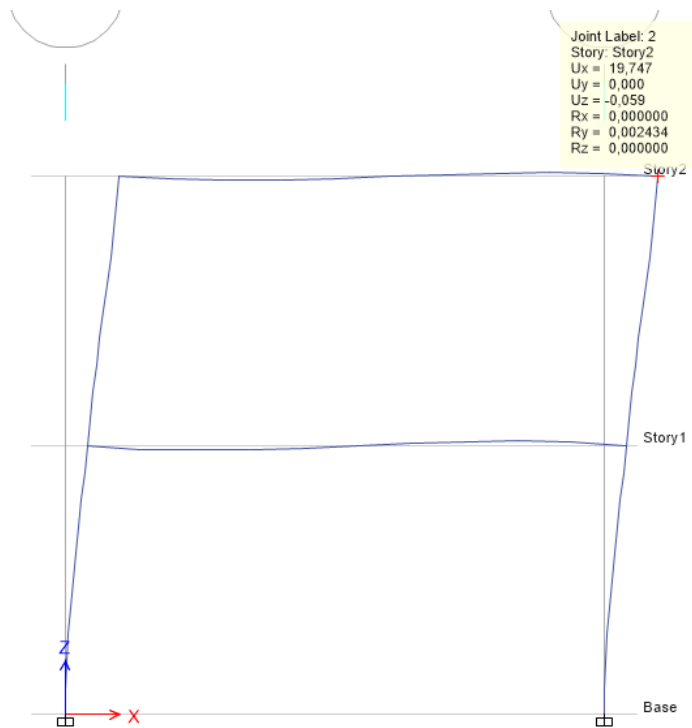 Joint Label: 2
Story: Story2
Ux = 19,747
Uy = 0,000
Uz = -0,059
Rx = 0,000000
Ry = 0,002434
Rz = 0,000000
Story2
Story1
Z
X
Base